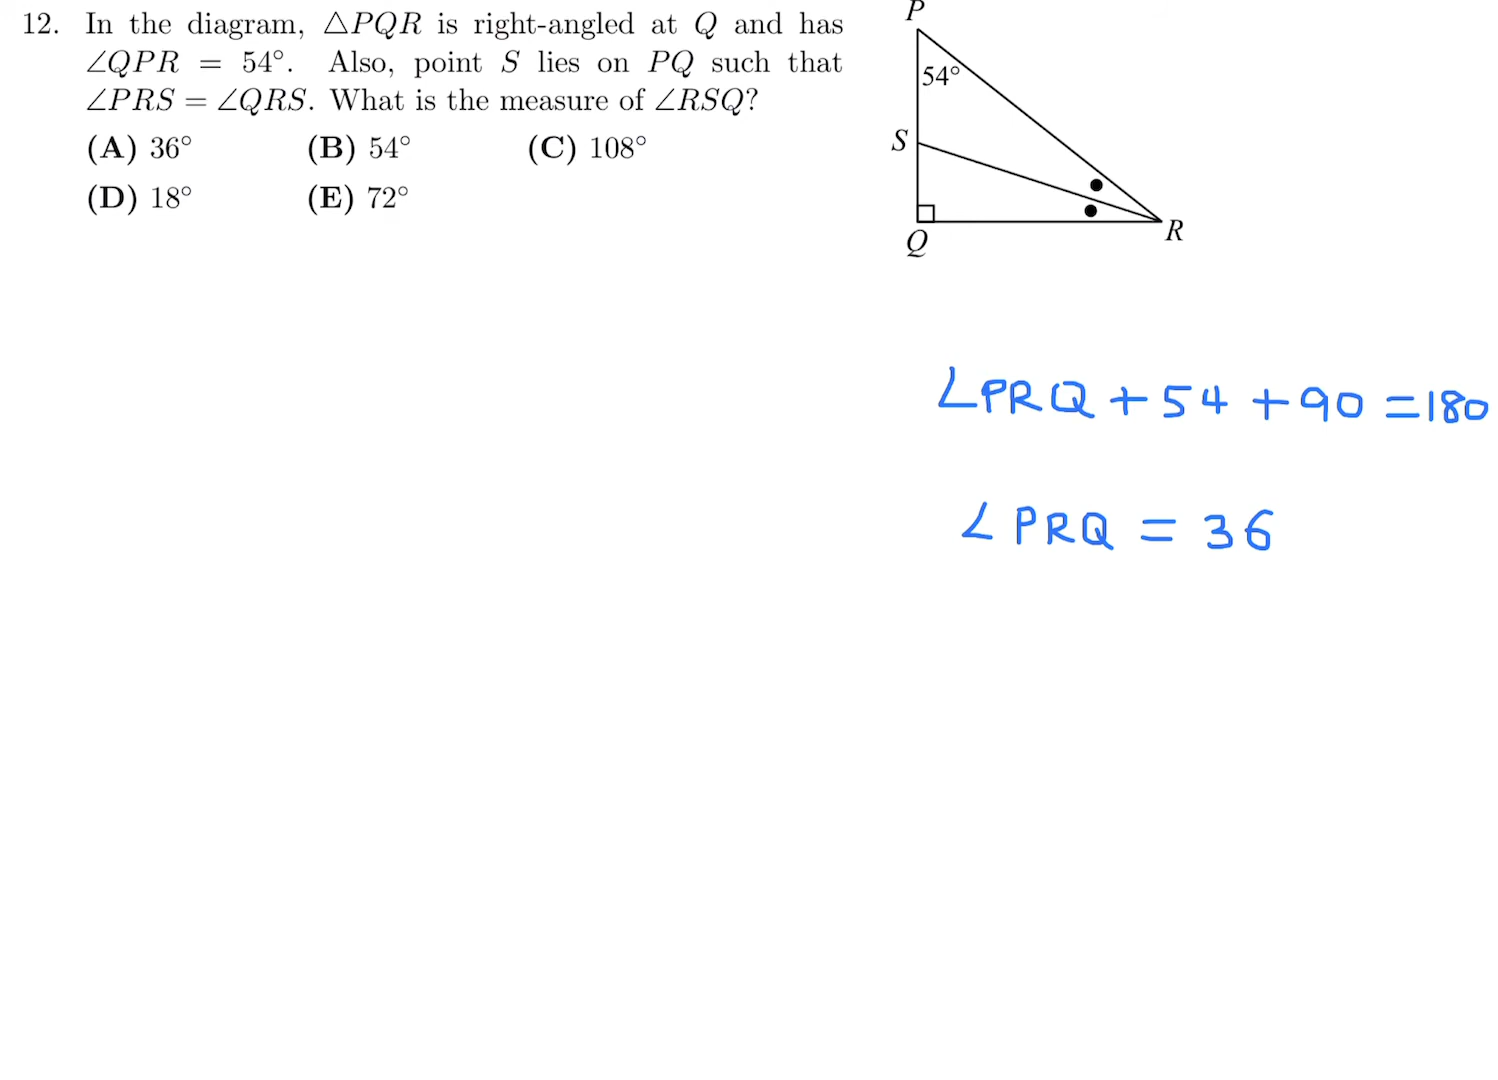 12. In the diagram, △PQR is right-angled at Q and has
∠QPR = 54°. Also, point S lies on PQ such that
∠PRS = ∠QRS. What is the measure of ∠RSQ?
(A) 36° (B) 54° (C) 108°
(D) 18° (E) 72°
P
54°
S
Q
R
∠PRQ + 54 + 90 = 180
∠PRQ = 36